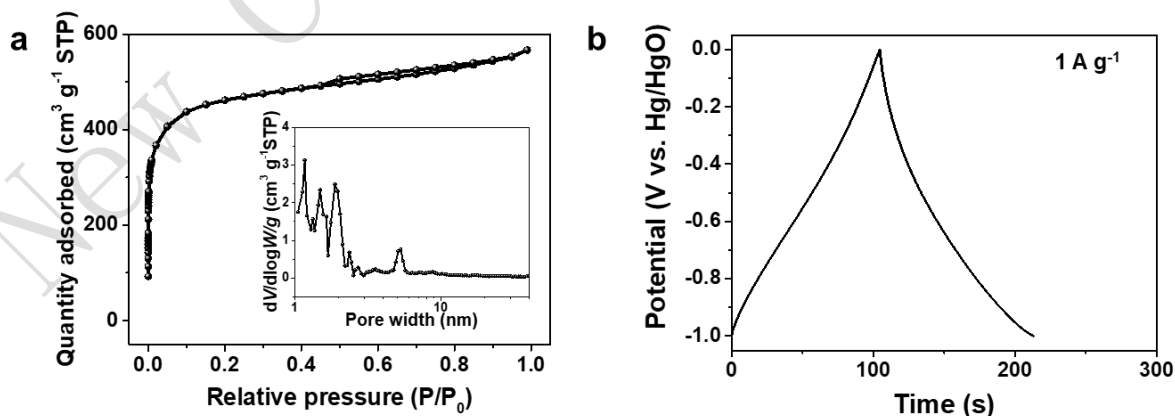 a
Quantity adsorbed (cm³ g⁻¹ STP)
600
400
200
0
0.0 0.2 0.4 0.6 0.8 1.0
Relative pressure (P/P₀)
dV/dlogW/g (cm³ g⁻¹STP)
4
3
2
1
0
1 10
Pore width (nm)
b
1 A g⁻¹
Potential (V vs. Hg/HgO)
0.0
-0.2
-0.4
-0.6
-0.8
-1.0
0 100 200 300
Time (s)
New